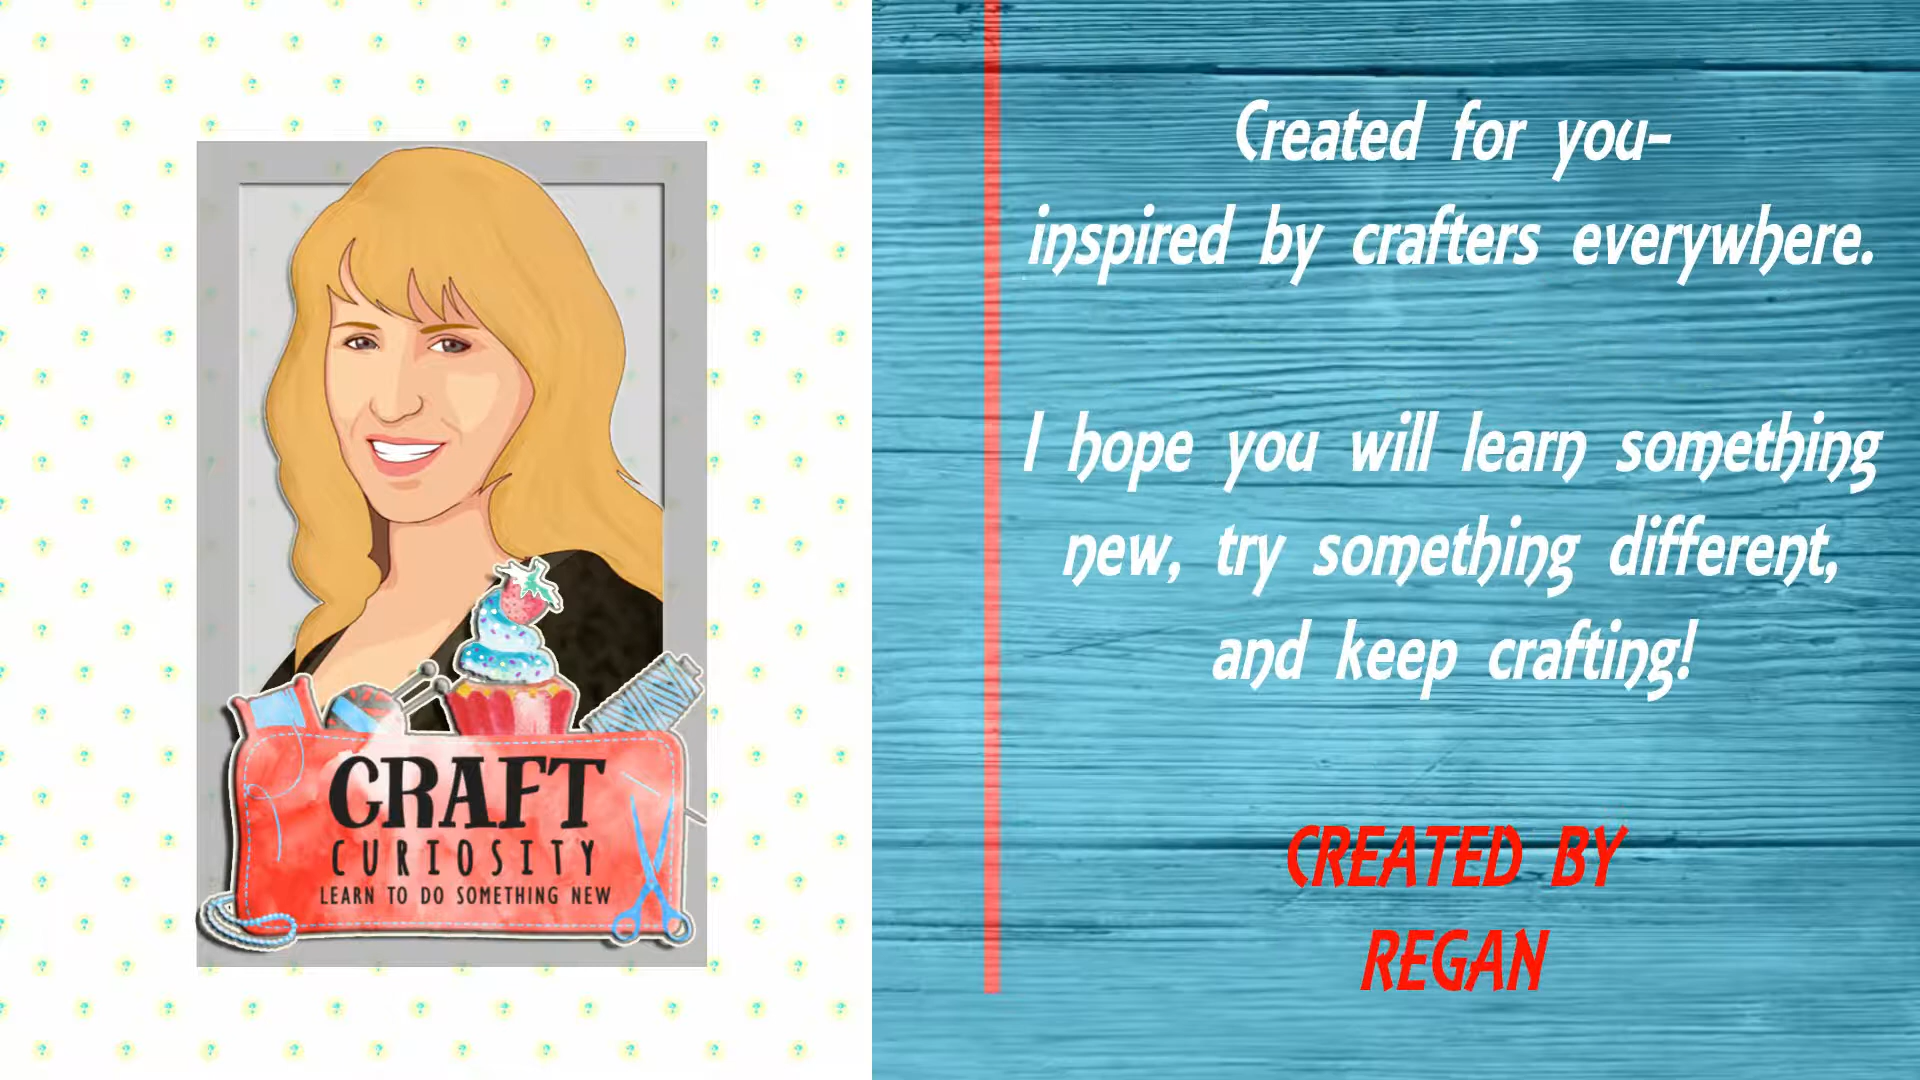 CRAFT
CURIOSITY
LEARN TO DO SOMETHING NEW
Created for you-
inspired by crafters everywhere.
I hope you will learn something
new, try something different,
and keep crafting!
CREATED BY
REGAN